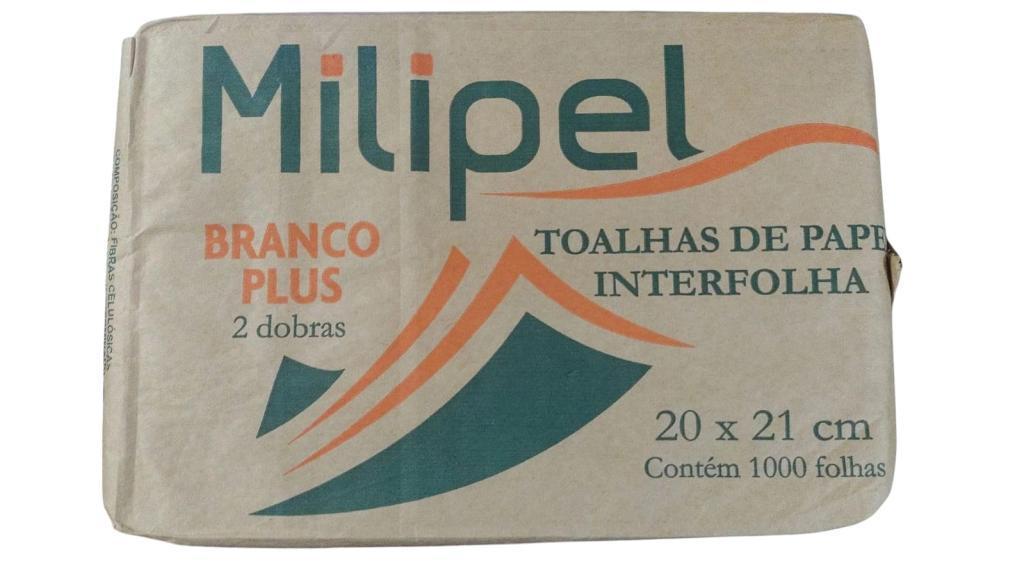 Milipel
BRANCO
PLUS
2 dobras
TOALHAS DE PAPE
INTERFOLHA
20 x 21 cm
Contém 1000 folhas
COMPOSIÇÃO: FIBRAS CELULÓSICAS